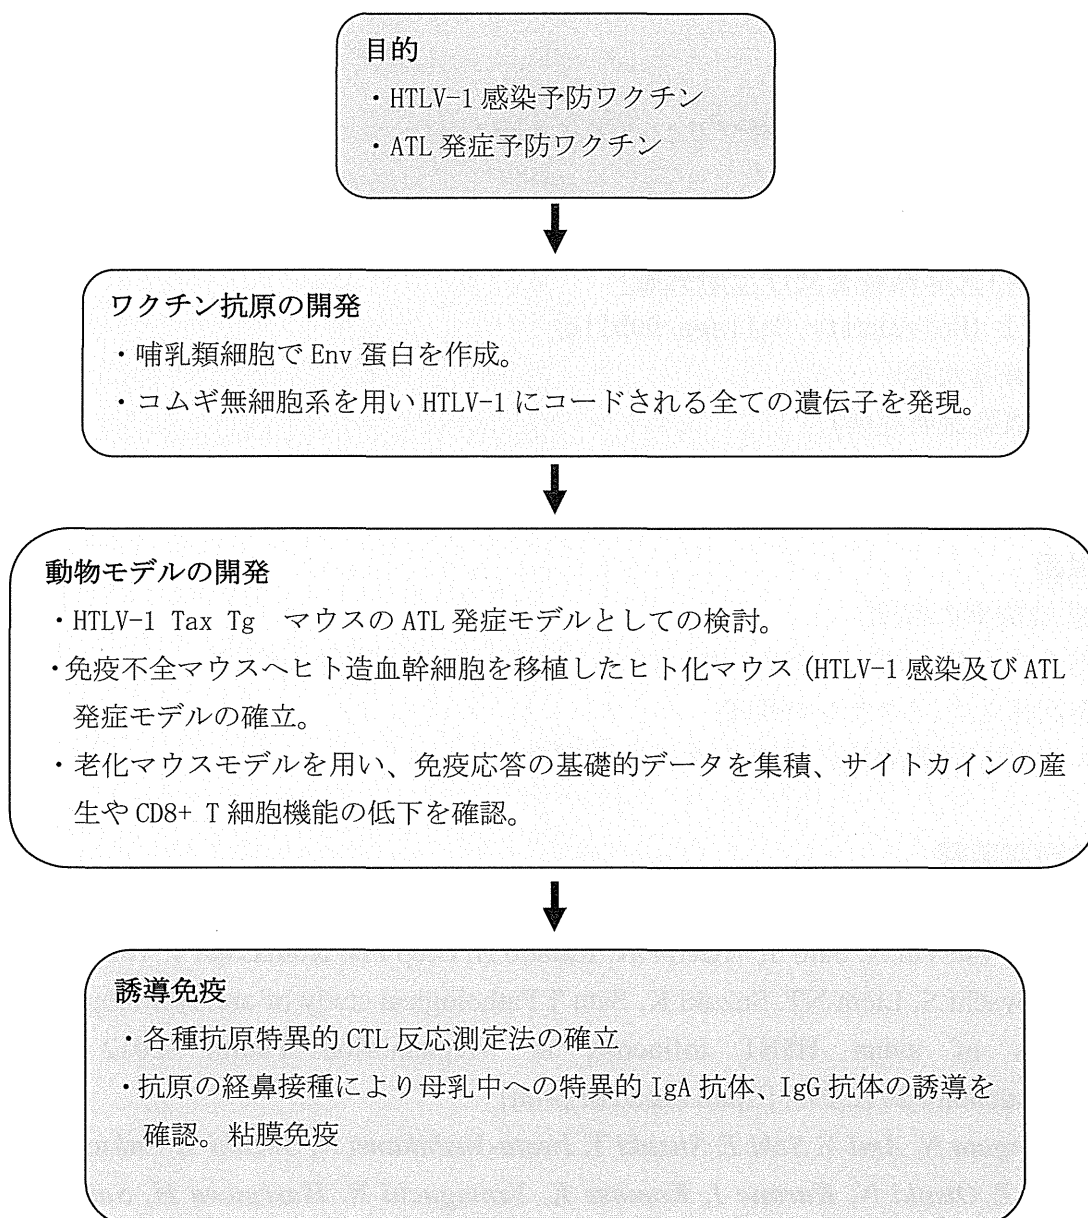 目的
・HTLV-1 感染予防ワクチン
・ATL 発症予防ワクチン
ワクチン抗原の開発
・哺乳類細胞で Env 蛋白を作成。
・コムギ無細胞系を用い HTLV-1 にコードされる全ての遺伝子を発現。
動物モデルの開発
・HTLV-1 Tax Tg　マウスの ATL 発症モデルとしての検討。
・免疫不全マウスへヒト造血幹細胞を移植したヒト化マウス (HTLV-1 感染及び ATL
発症モデルの確立。
・老化マウスモデルを用い、免疫応答の基礎的データを集積、サイトカインの産
生や CD8+ T 細胞機能の低下を確認。
誘導免疫
・各種抗原特異的 CTL 反応測定法の確立
・抗原の経鼻接種により母乳中への特異的 IgA 抗体、IgG 抗体の誘導を
確認。粘膜免疫